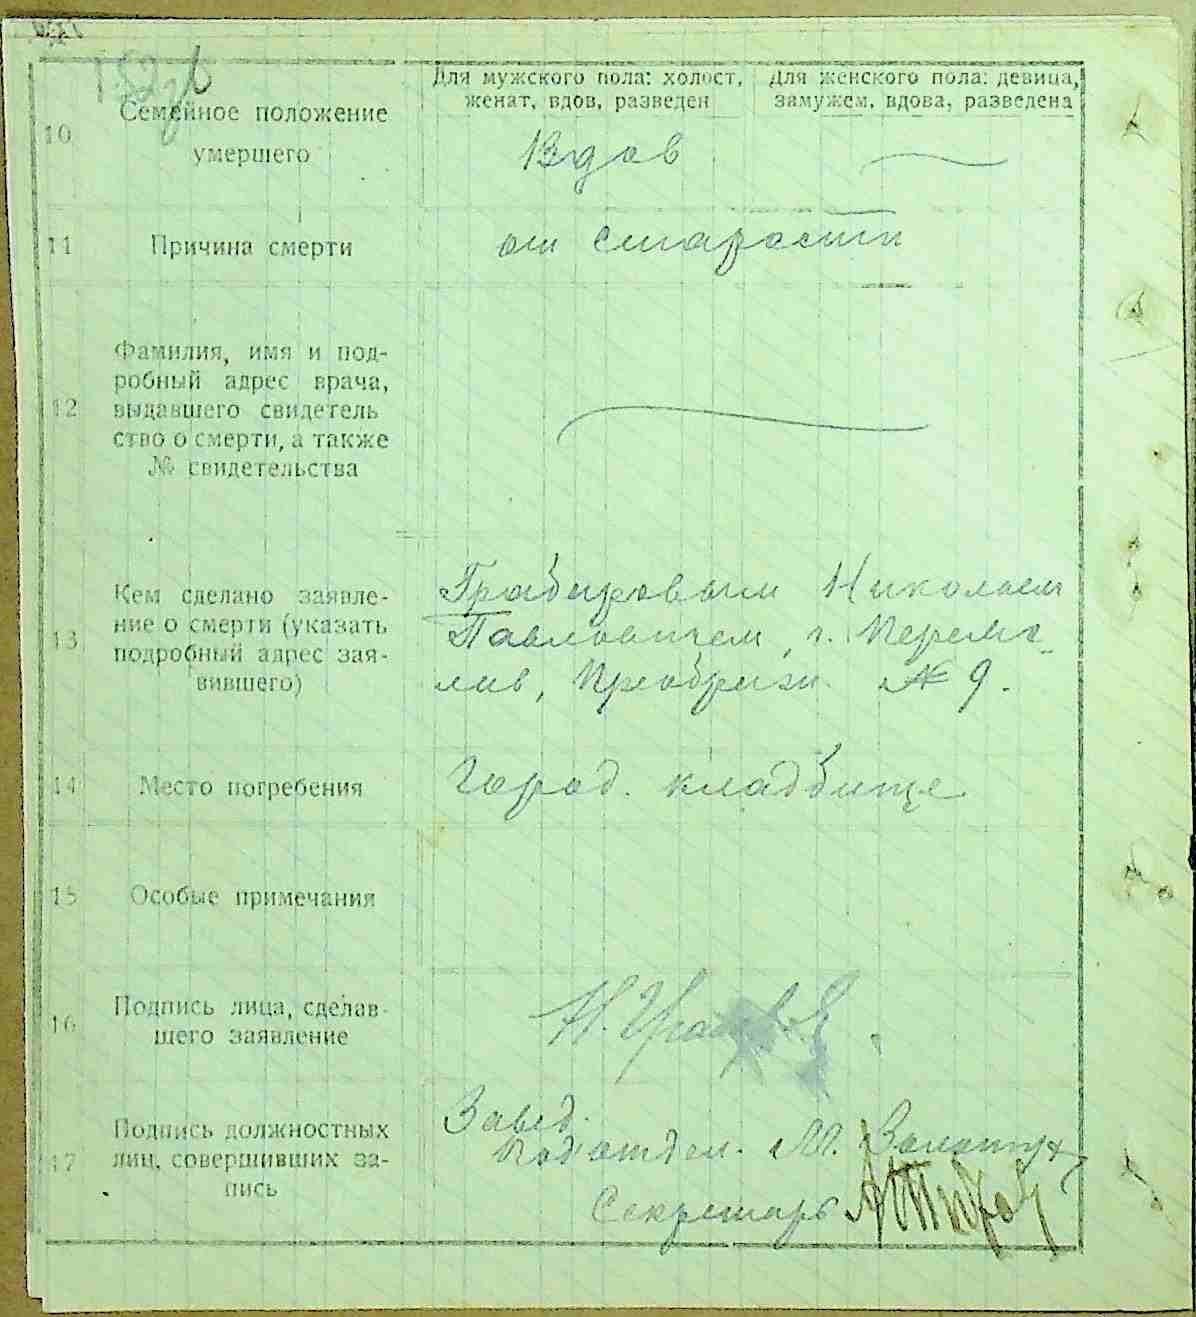 Для мужского пола: холост, женат, вдов, разведен
Для женского пола: девица, замужем, вдова, разведена
10
Семейное положение
умершего
Вдов
11
Причина смерти
от старости
12
Фамилия, имя и под-
робный адрес врача,
выдавшего свидетель
ство о смерти, а также
№ свидетельства
13
Кем сделано заявле-
ние о смерти (указать
подробный адрес зая-
вившего)
Николаем
Павловичем, г. Пере
№ 9.
14
Место погребения
Город. кладбище
15
Особые примечания
16
Подпись лица, сделав-
шего заявление
Н.
17
Подпись должностных
лиц, совершивших за-
пись
Завед.
подотдел. М.
Секретарь